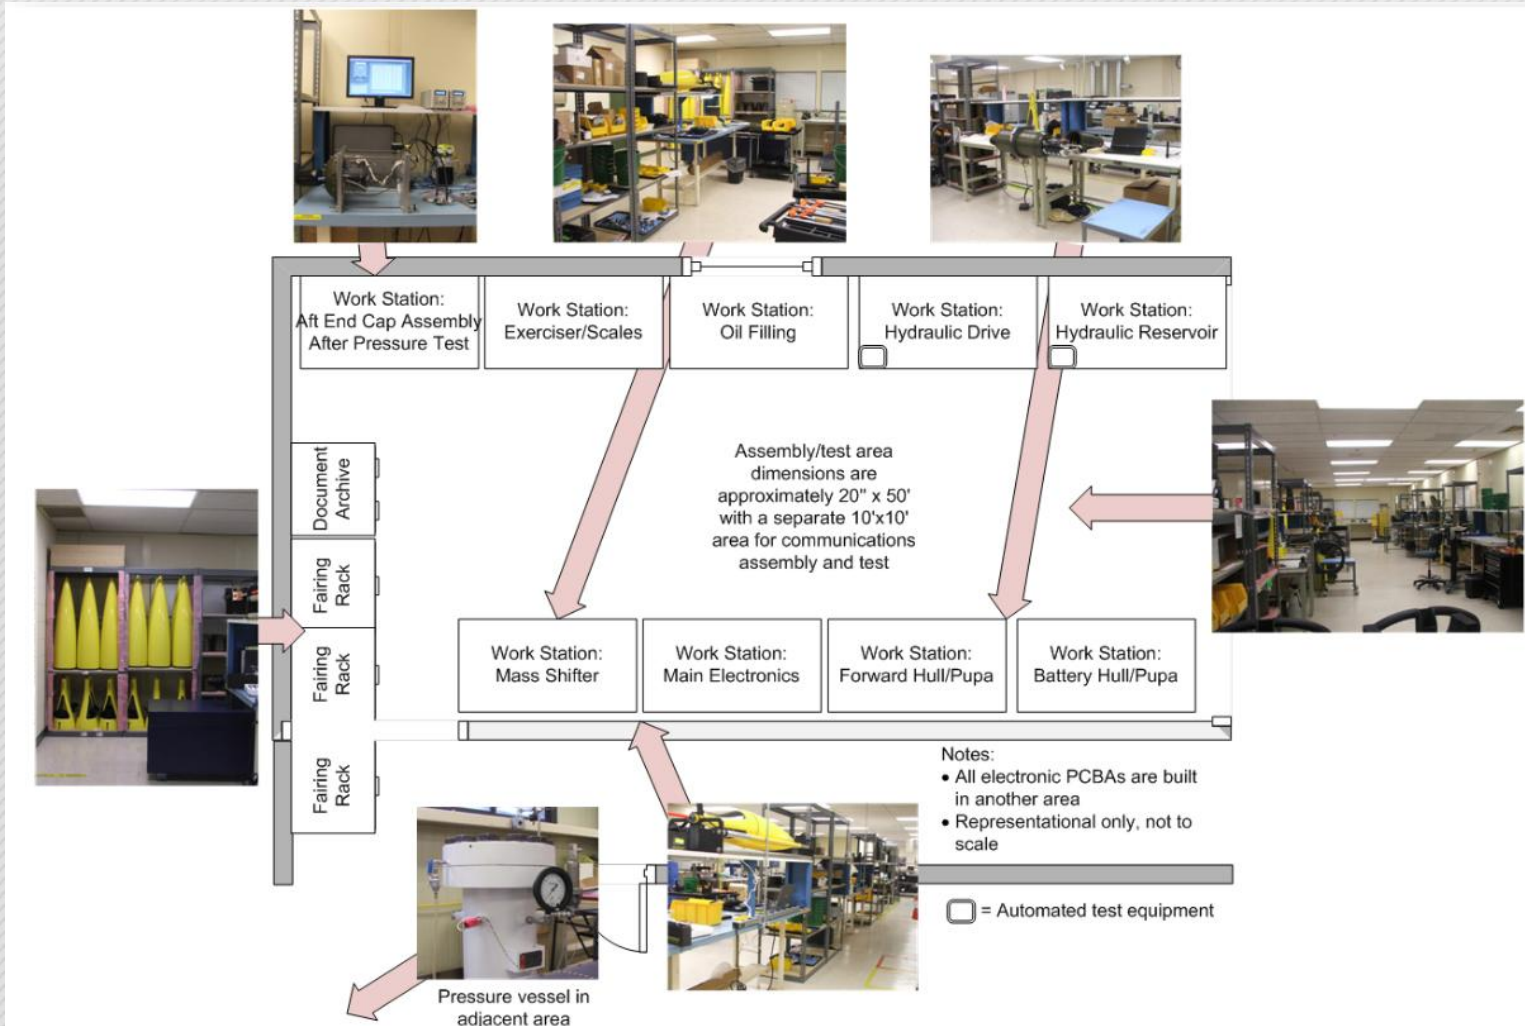 Work Station:
Aft End Cap Assembly
After Pressure Test
Work Station:
Exerciser/Scales
Work Station:
Oil Filling
Work Station:
Hydraulic Drive
Work Station:
Hydraulic Reservoir
Document
Archive
Fairing
Rack
Fairing
Rack
Fairing
Rack
Assembly/test area
dimensions are
approximately 20" x 50'
with a separate 10'x10'
area for communications
assembly and test
Work Station:
Mass Shifter
Work Station:
Main Electronics
Work Station:
Forward Hull/Pupa
Work Station:
Battery Hull/Pupa
Notes:
• All electronic PCBAs are built
in another area
• Representational only, not to
scale
= Automated test equipment
Pressure vessel in
adjacent area